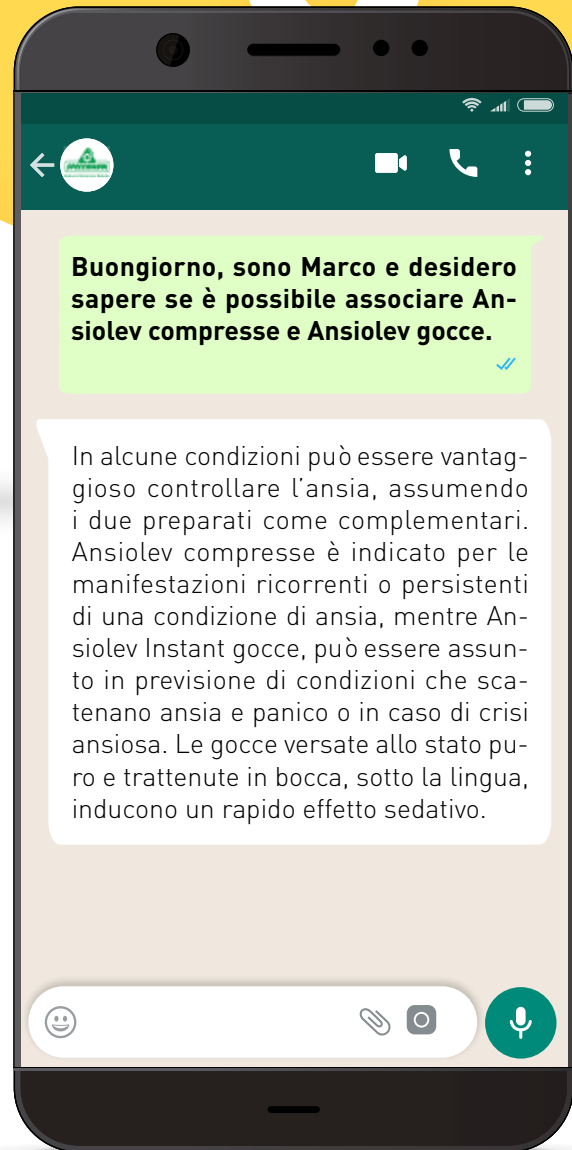 Buongiorno, sono Marco e desidero
sapere se è possibile associare An-
siolev compresse e Ansiolev gocce.
In alcune condizioni può essere vantag-
gioso controllare l'ansia, assumendo
i due preparati come complementari.
Ansiolev compresse è indicato per le
manifestazioni ricorrenti o persistenti
di una condizione di ansia, mentre An-
siolev Instant gocce, può essere assun-
to in previsione di condizioni che sca-
tenano ansia e panico o in caso di crisi
ansiosa. Le gocce versate allo stato pu-
ro e trattenute in bocca, sotto la lingua,
inducono un rapido effetto sedativo.